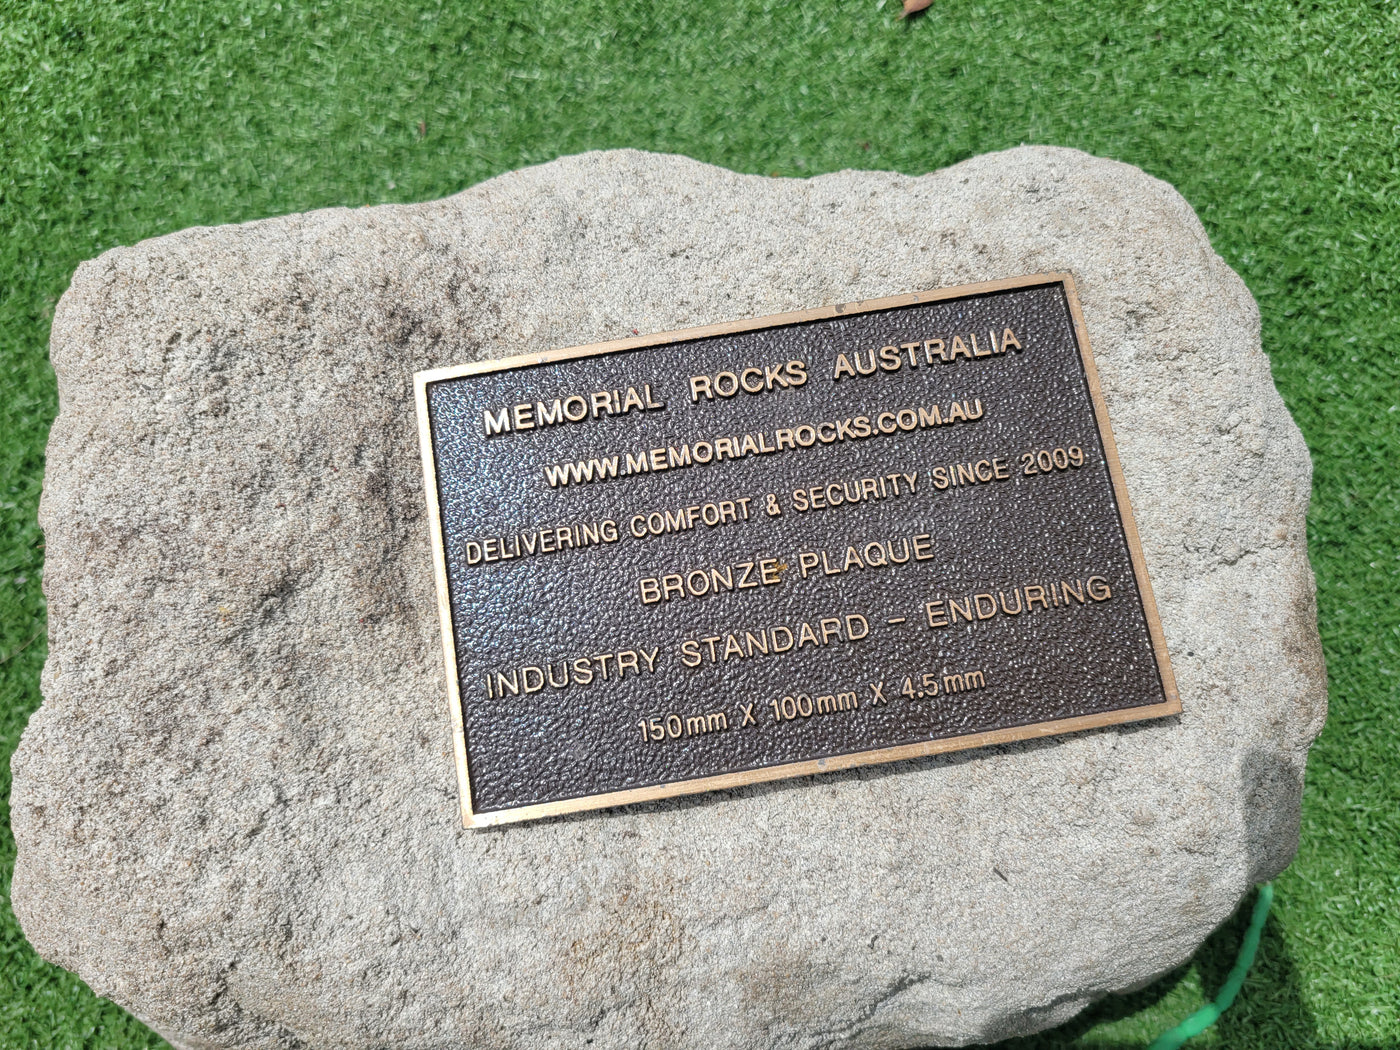 MEMORIAL ROCKS AUSTRALIA
WWW.MEMORIALROCKS.COM.AU
DELIVERING COMFORT & SECURITY SINCE 2009
BRONZE PLAQUE
INDUSTRY STANDARD - ENDURING
150mm X 100mm X 4.5mm